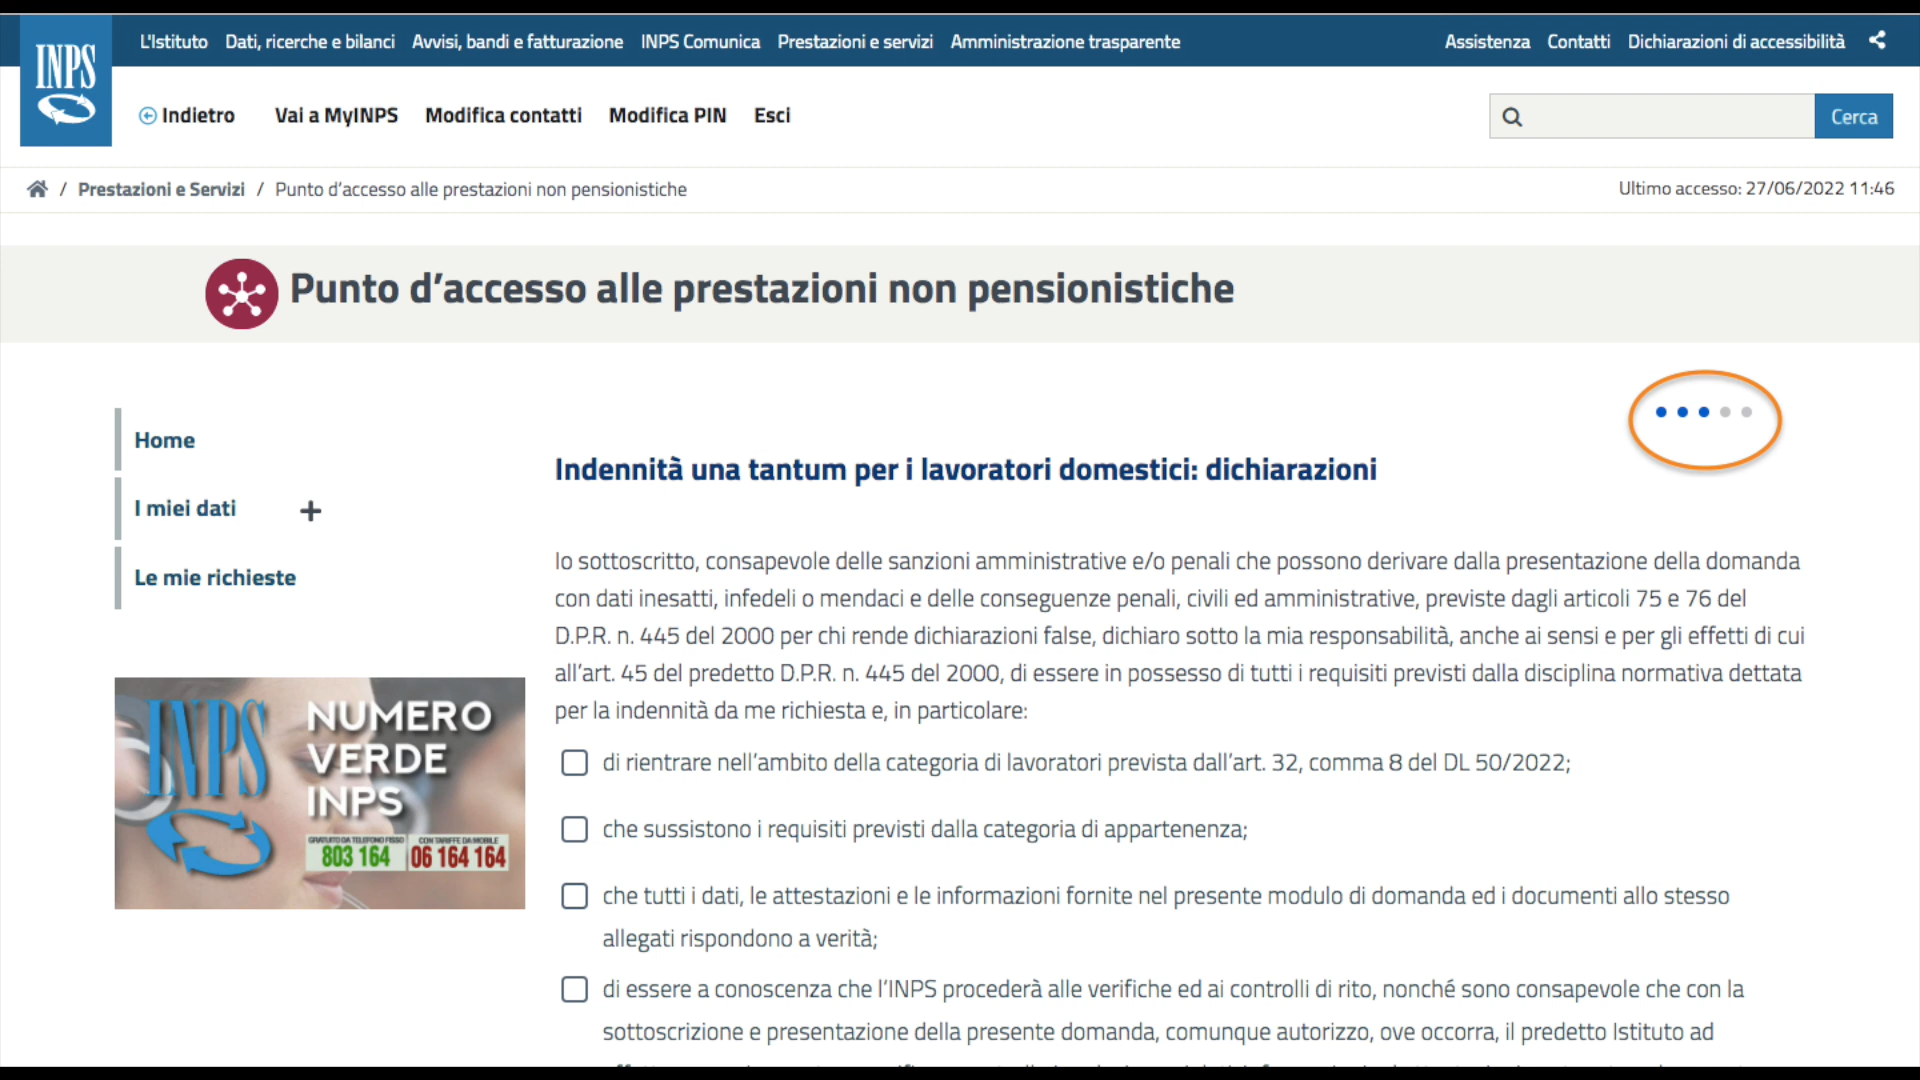 INPS
L'Istituto Dati, ricerche e bilanci Avvisi, bandi e fatturazione INPS Comunica Prestazioni e servizi Amministrazione trasparente Assistenza Contatti Dichiarazioni di accessibilità
Indietro Vai a MyINPS Modifica contatti Modifica PIN Esci Cerca
/ Prestazioni e Servizi / Punto d'accesso alle prestazioni non pensionistiche Ultimo accesso: 27/06/2022 11:46
Punto d'accesso alle prestazioni non pensionistiche
Home
I miei dati +
Le mie richieste
INPS
NUMERO
VERDE
INPS
GRATUITO DA TELEFONO FISSO CON TARIFFE DA MOBILE
803 164 06 164 164
Indennità una tantum per i lavoratori domestici: dichiarazioni
Io sottoscritto, consapevole delle sanzioni amministrative e/o penali che possono derivare dalla presentazione della domanda
con dati inesatti, infedeli o mendaci e delle conseguenze penali, civili ed amministrative, previste dagli articoli 75 e 76 del
D.P.R. n. 445 del 2000 per chi rende dichiarazioni false, dichiaro sotto la mia responsabilità, anche ai sensi e per gli effetti di cui
all'art. 45 del predetto D.P.R. n. 445 del 2000, di essere in possesso di tutti i requisiti previsti dalla disciplina normativa dettata
per la indennità da me richiesta e, in particolare:
di rientrare nell'ambito della categoria di lavoratori prevista dall'art. 32, comma 8 del DL 50/2022;
che sussistono i requisiti previsti dalla categoria di appartenenza;
che tutti i dati, le attestazioni e le informazioni fornite nel presente modulo di domanda ed i documenti allo stesso
allegati rispondono a verità;
di essere a conoscenza che l'INPS procederà alle verifiche ed ai controlli di rito, nonché sono consapevole che con la
sottoscrizione e presentazione della presente domanda, comunque autorizzo, ove occorra, il predetto Istituto ad